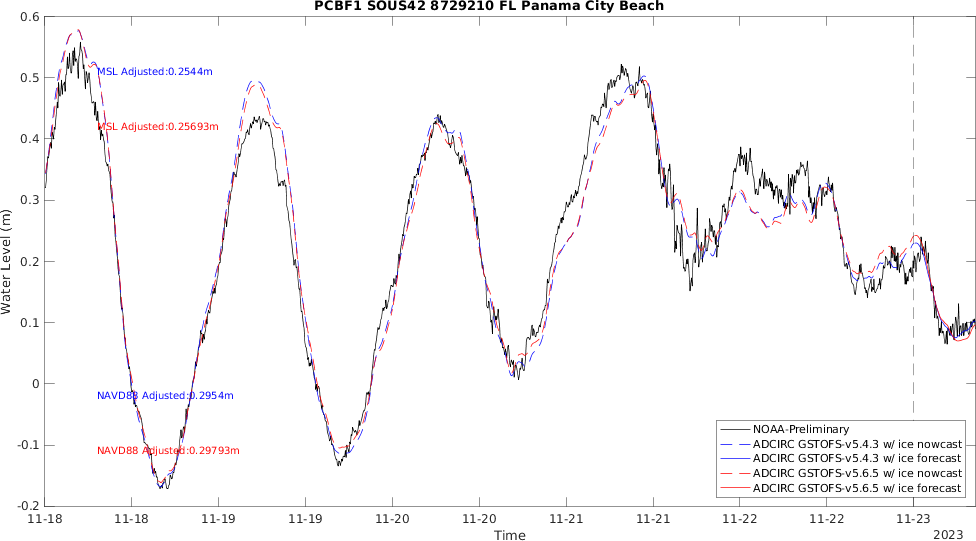 PCBF1 SOUS42 8729210 FL Panama City Beach
0.6
0.5
0.4
0.3
0.2
0.1
0
-0.1
-0.2
Water Level (m)
MSL Adjusted:0.2544m
MSL Adjusted:0.25693m
NAVD88 Adjusted:0.2954m
NAVD88 Adjusted:0.29793m
NOAA-Preliminary
ADCIRC GSTOFS-v5.4.3 w/ ice nowcast
ADCIRC GSTOFS-v5.4.3 w/ ice forecast
ADCIRC GSTOFS-v5.6.5 w/ ice nowcast
ADCIRC GSTOFS-v5.6.5 w/ ice forecast
11-18 11-18 11-19 11-19 11-20 11-20 11-21 11-21 11-22 11-22 11-23
Time
2023